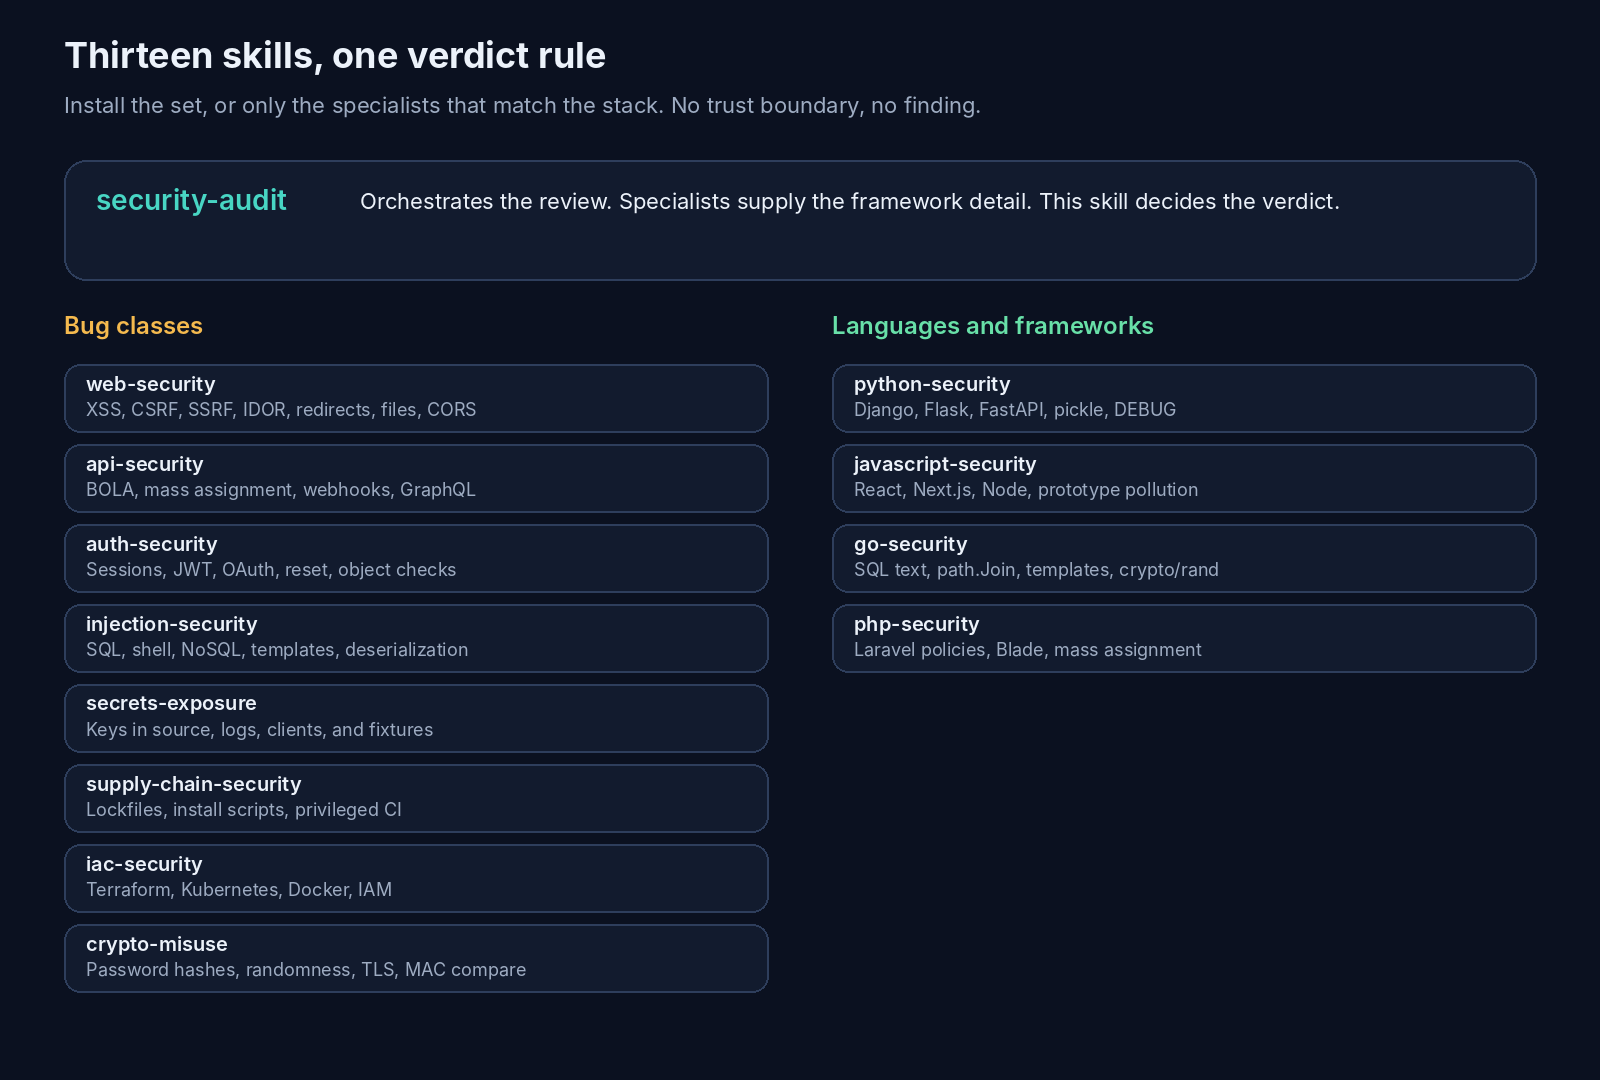 Thirteen skills, one verdict rule
Install the set, or only the specialists that match the stack. No trust boundary, no finding.
security-audit
Orchestrates the review. Specialists supply the framework detail. This skill decides the verdict.
Bug classes
web-security
XSS, CSRF, SSRF, IDOR, redirects, files, CORS
api-security
BOLA, mass assignment, webhooks, GraphQL
auth-security
Sessions, JWT, OAuth, reset, object checks
injection-security
SQL, shell, NoSQL, templates, deserialization
secrets-exposure
Keys in source, logs, clients, and fixtures
supply-chain-security
Lockfiles, install scripts, privileged CI
iac-security
Terraform, Kubernetes, Docker, IAM
crypto-misuse
Password hashes, randomness, TLS, MAC compare
Languages and frameworks
python-security
Django, Flask, FastAPI, pickle, DEBUG
javascript-security
React, Next.js, Node, prototype pollution
go-security
SQL text, path.Join, templates, crypto/rand
php-security
Laravel policies, Blade, mass assignment